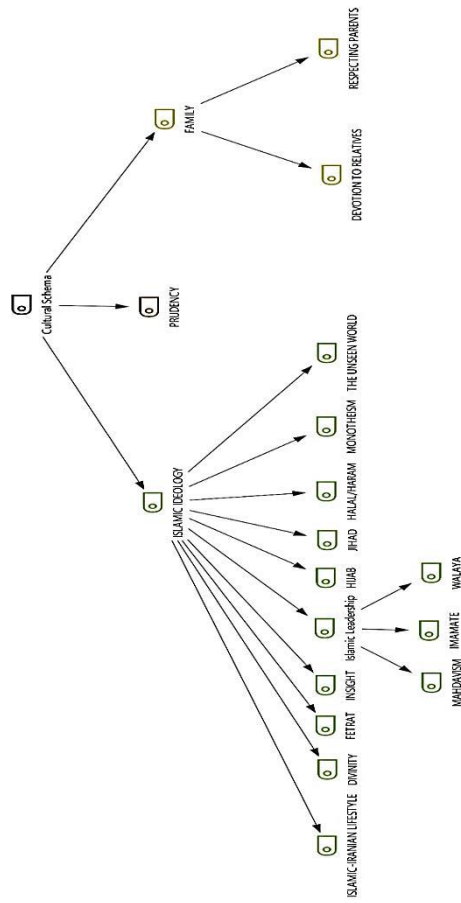 Cultural Schema
ISLAMIC IDEOLOGY
PRUDENCY
FAMILY
ISLAMIC-IRANIAN LIFESTYLE
DIVINITY
FETRAT
INSIGHT
Islamic Leadership
HIJAB
JIHAD
HALAL/HARAM
MONOTHEISM
THE UNSEEN WORLD
DEVOTION TO RELATIVES
RESPECTING PARENTS
MAHDAVISM
IMAMATE
WALAYA